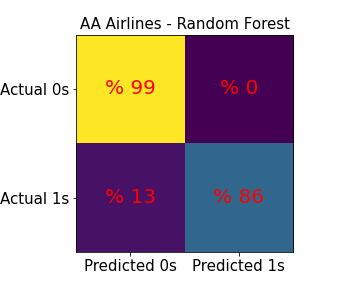 AA Airlines - Random Forest
Actual 0s
% 99
% 0
Actual 1s
% 13
% 86
Predicted 0s
Predicted 1s